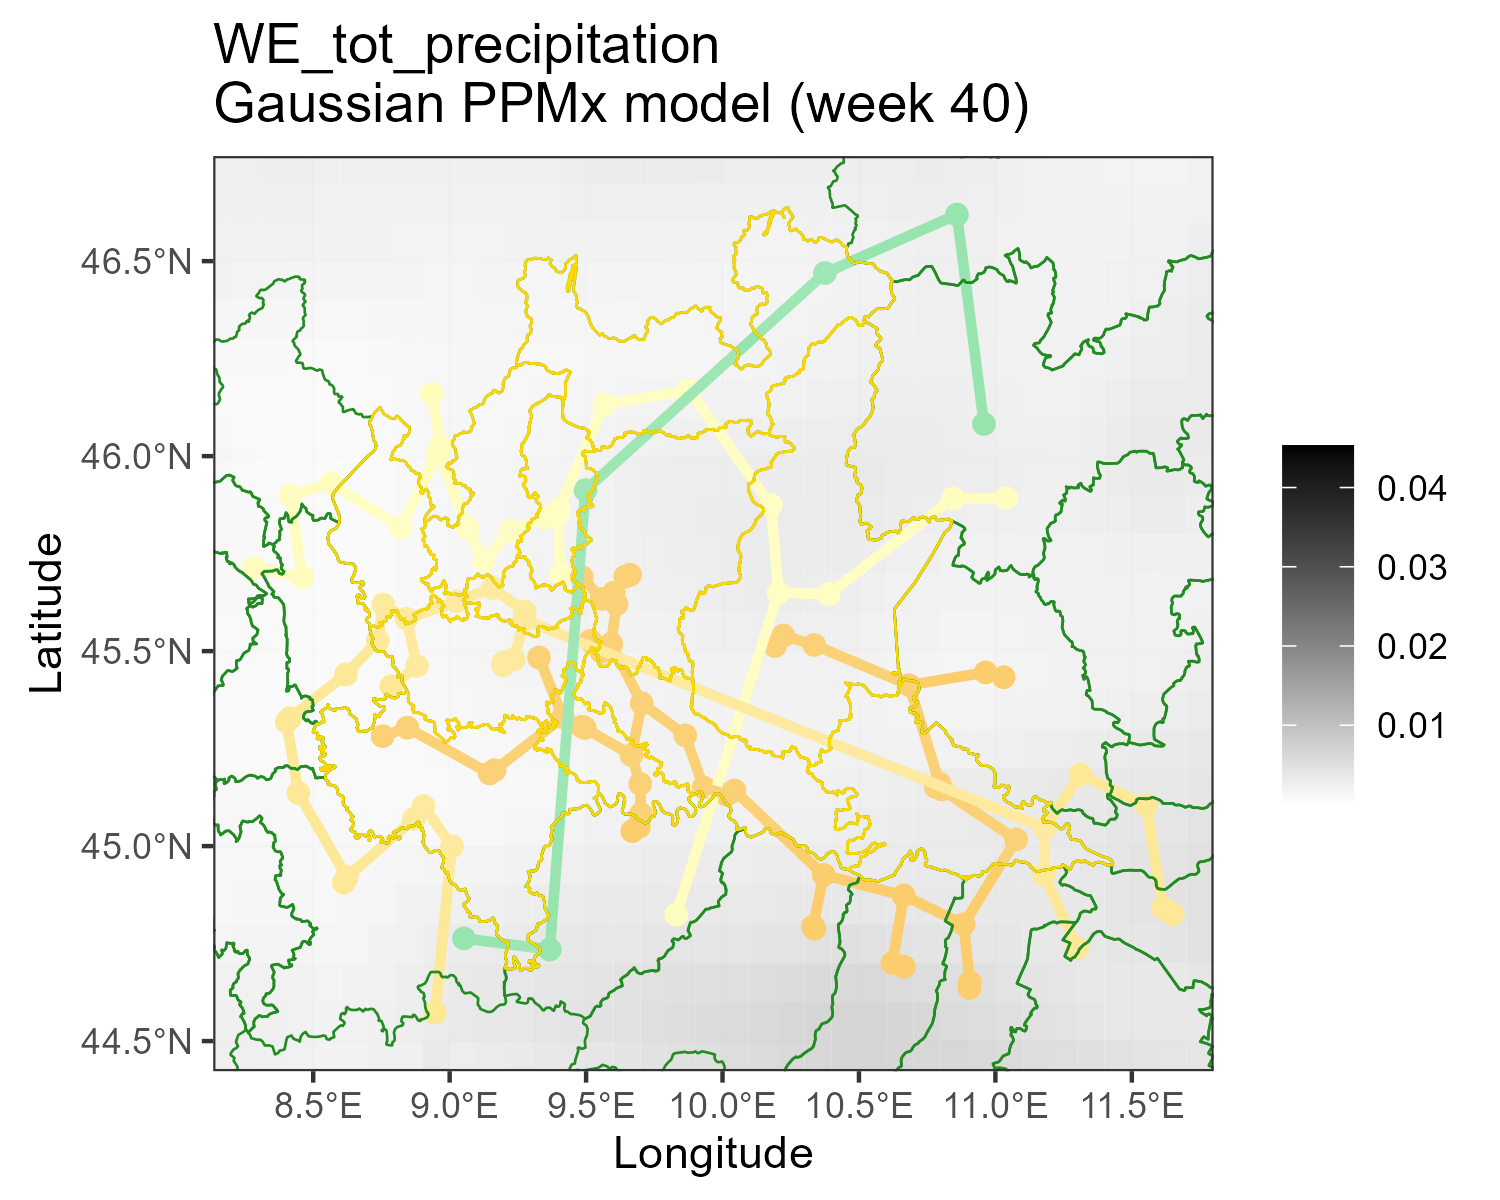 WE_tot_precipitation
Gaussian PPMx model (week 40)
46.5°N
46.0°N
45.5°N
45.0°N
44.5°N
Latitude
8.5°E 9.0°E 9.5°E 10.0°E 10.5°E 11.0°E 11.5°E
Longitude
0.04
0.03
0.02
0.01